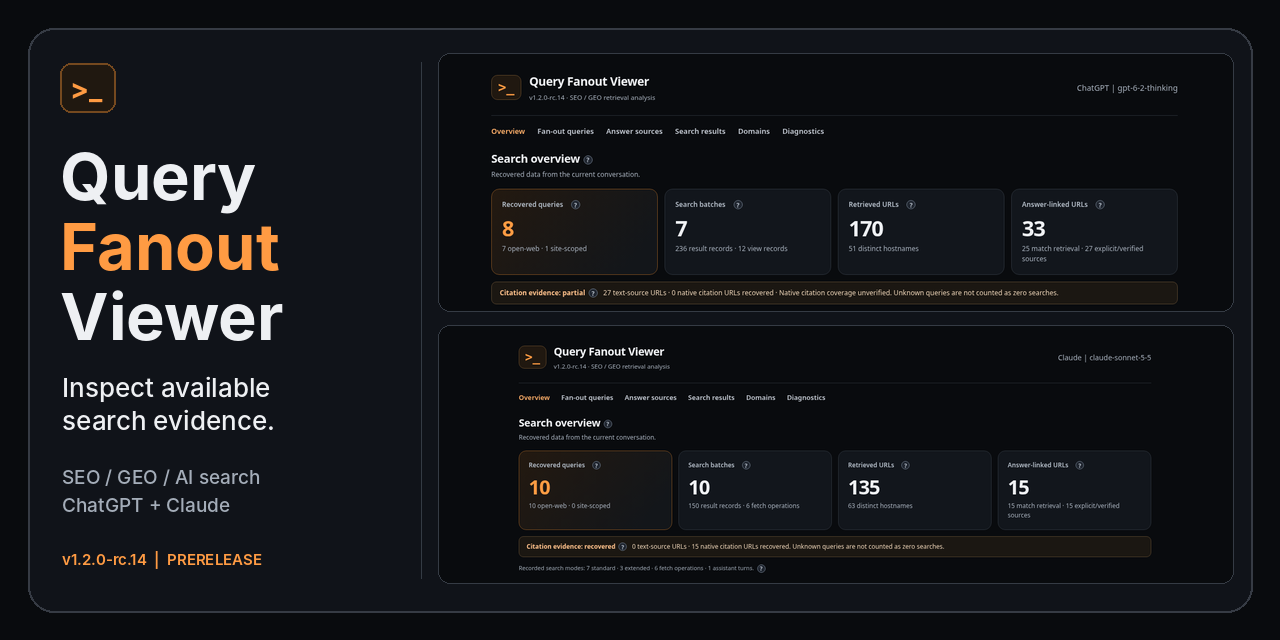 >_
Query
Fanout
Viewer
Inspect available
search evidence.
SEO / GEO / AI search
ChatGPT + Claude
v1.2.0-rc.14 | PRERELEASE
>_
Query Fanout Viewer
v1.2.0-rc.14 · SEO / GEO retrieval analysis
ChatGPT | gpt-6-2-thinking
Overview Fan-out queries Answer sources Search results Domains Diagnostics
Search overview ?
Recovered data from the current conversation.
Recovered queries ?
8
7 open-web · 1 site-scoped
Search batches ?
7
236 result records · 12 view records
Retrieved URLs ?
170
51 distinct hostnames
Answer-linked URLs ?
33
25 match retrieval · 27 explicit/verified
sources
Citation evidence: partial ? 27 text-source URLs · 0 native citation URLs recovered · Native citation coverage unverified. Unknown queries are not counted as zero searches.
>_
Query Fanout Viewer
v1.2.0-rc.14 · SEO / GEO retrieval analysis
Claude | claude-sonnet-5-5
Overview Fan-out queries Answer sources Search results Domains Diagnostics
Search overview ?
Recovered data from the current conversation.
Recovered queries ?
10
10 open-web · 0 site-scoped
Search batches ?
10
150 result records · 6 fetch operations
Retrieved URLs ?
135
63 distinct hostnames
Answer-linked URLs ?
15
15 match retrieval · 15 explicit/verified
sources
Citation evidence: recovered ? 0 text-source URLs · 15 native citation URLs recovered. Unknown queries are not counted as zero searches.
Recorded search modes: 7 standard · 3 extended · 6 fetch operations · 1 assistant turns. ?